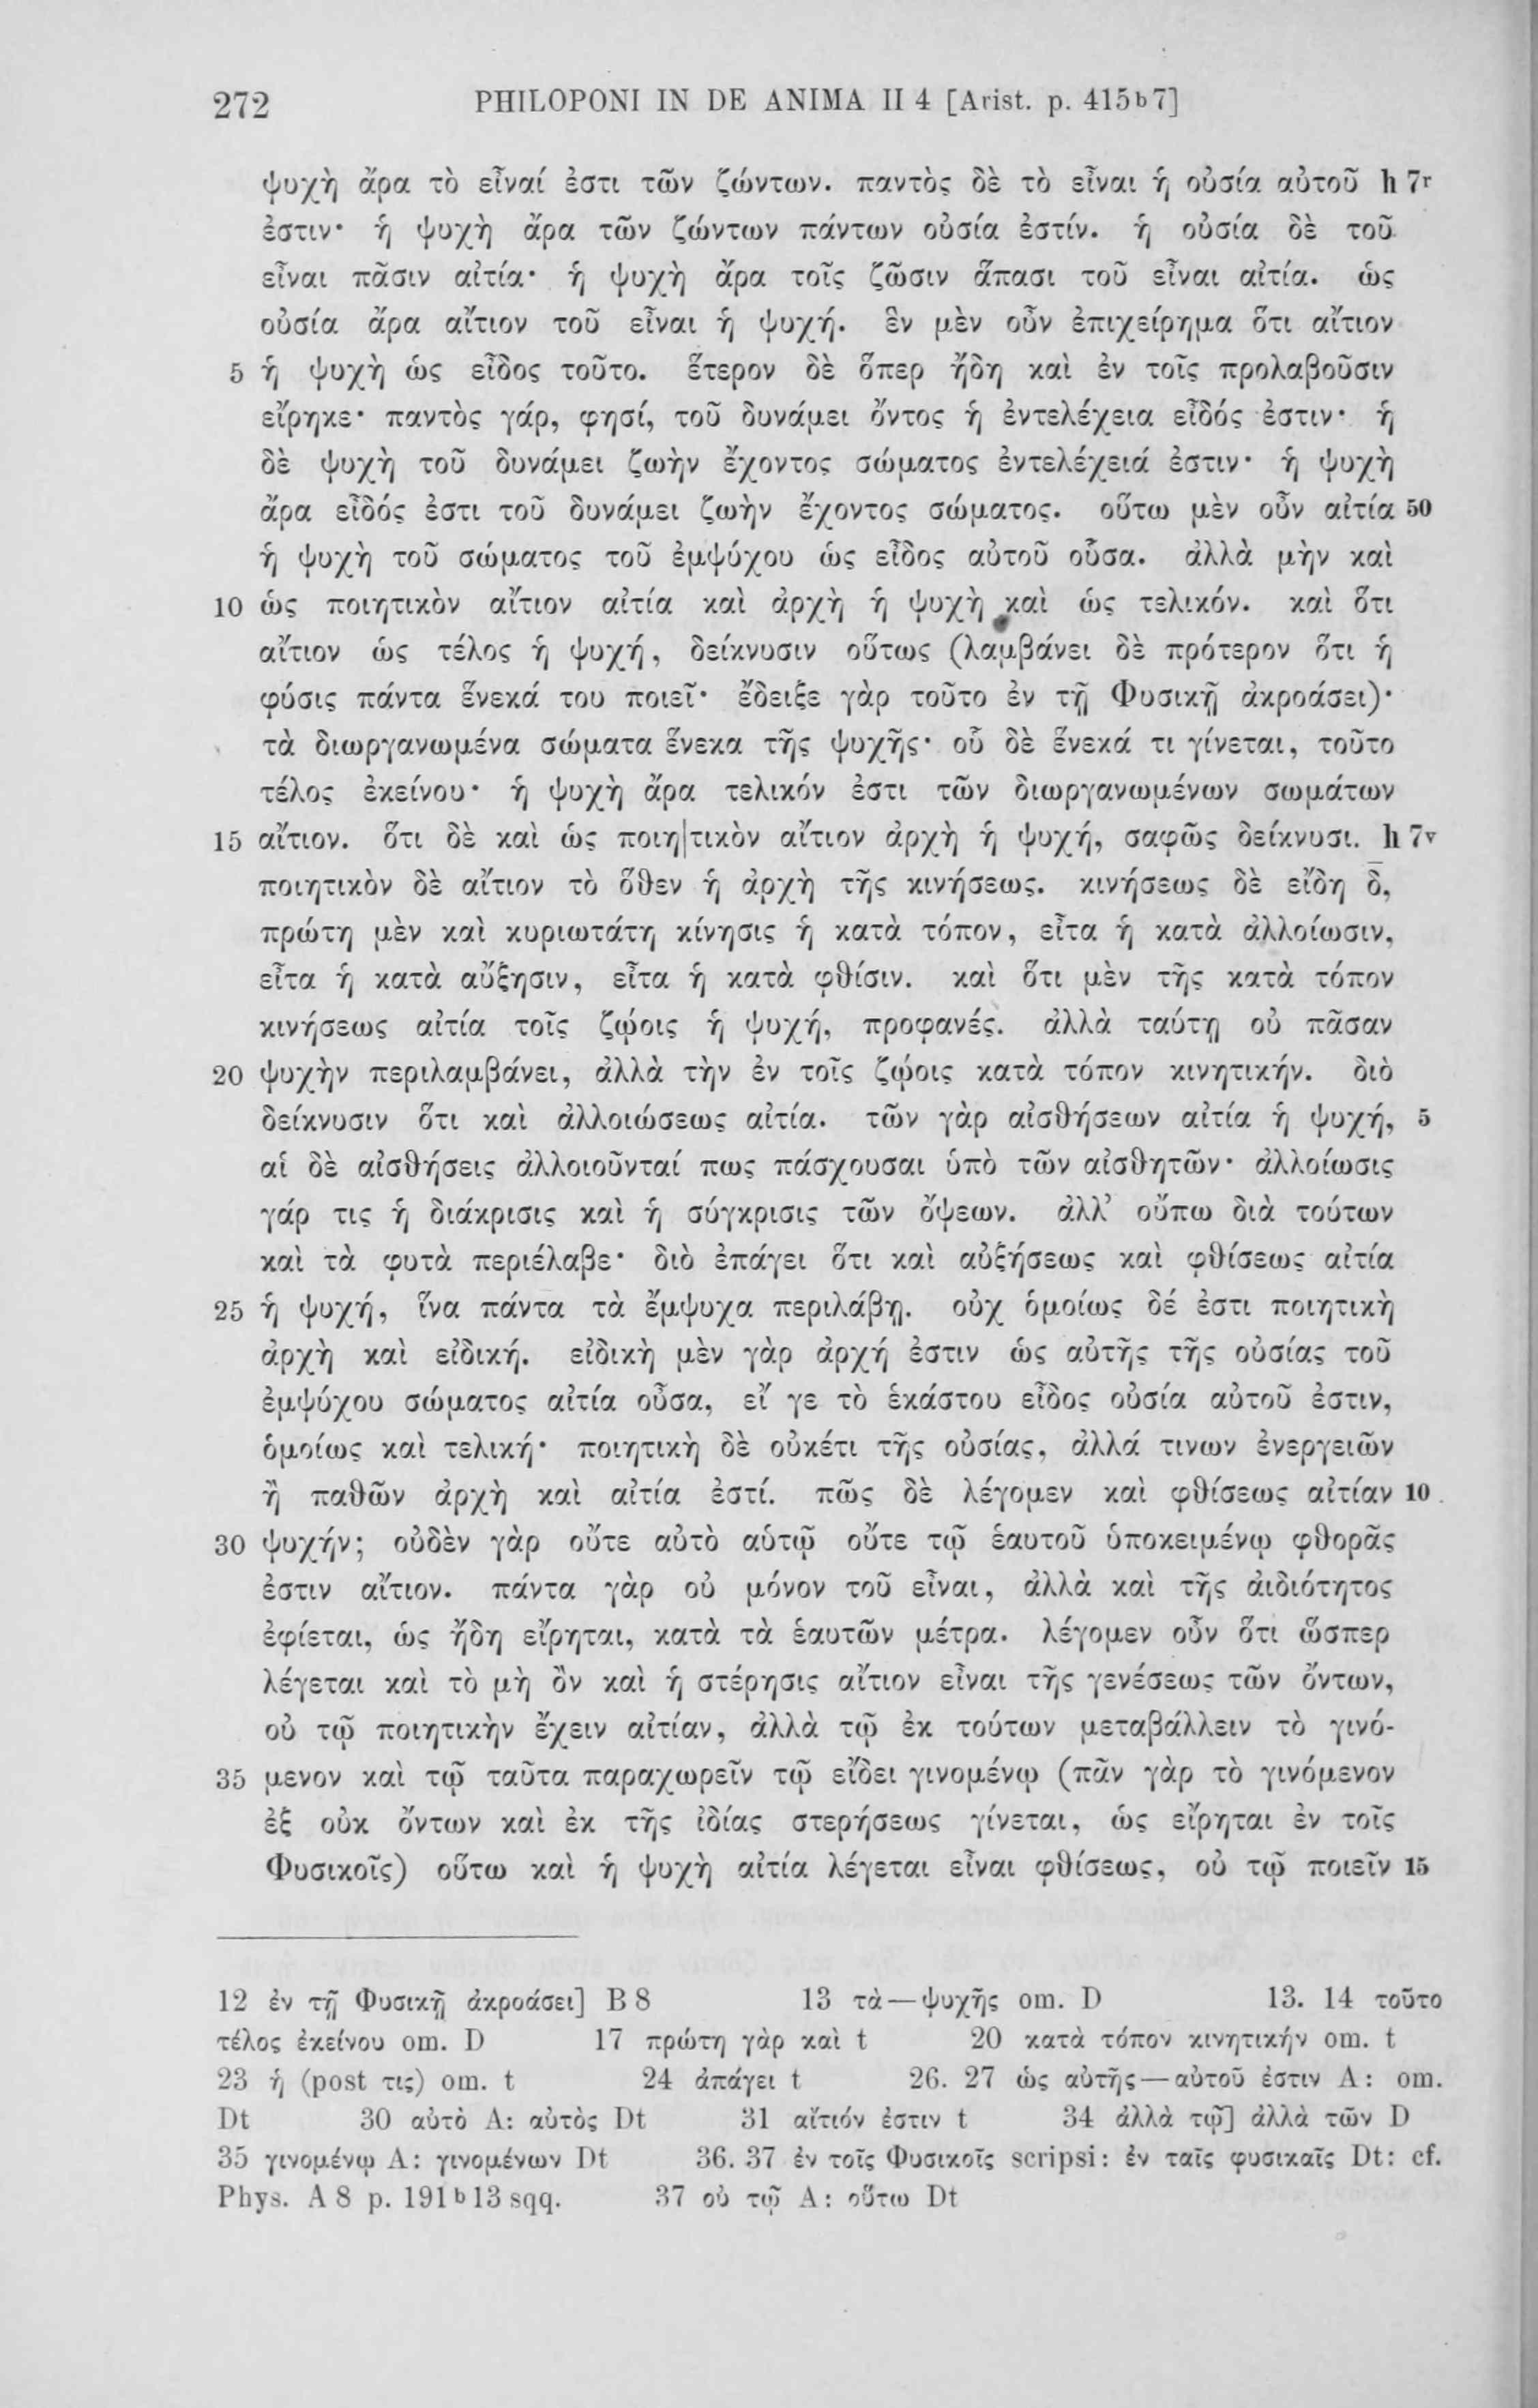 272 PHILOPONI IN DE ANIMA II 4 [Arist. p. 415b7]
ψυχὴ ἄρα τὸ εἶναί ἐστι τῶν ζώντων. παντὸς δὲ τὸ εἶναι ἡ οὐσία αὐτοῦ h 7r
ἐστιν· ἡ ψυχὴ ἄρα τῶν ζώντων πάντων οὐσία ἐστίν. ἡ οὐσία δὲ τοῦ
εἶναι πᾶσιν αἰτία· ἡ ψυχὴ ἄρα τοῖς ζῶσιν ἅπασι τοῦ εἶναι αἰτία. ὡς
οὐσία ἄρα αἴτιον τοῦ εἶναι ἡ ψυχή. ἓν μὲν οὖν ἐπιχείρημα ὅτι αἴτιον
5 ἡ ψυχὴ ὡς εἶδος τοῦτο. ἕτερον δὲ ὅπερ ἤδη καὶ ἐν τοῖς προλαβοῦσιν
εἴρηκε· παντὸς γάρ, φησί, τοῦ δυνάμει ὄντος ἡ ἐντελέχεια εἶδός ἐστιν· ἡ
δὲ ψυχὴ τοῦ δυνάμει ζωὴν ἔχοντος σώματος ἐντελέχειά ἐστιν· ἡ ψυχὴ
ἄρα εἶδός ἐστι τοῦ δυνάμει ζωὴν ἔχοντος σώματος. οὕτω μὲν οὖν αἰτία 50
ἡ ψυχὴ τοῦ σώματος τοῦ ἐμψύχου ὡς εἶδος αὐτοῦ οὖσα. ἀλλὰ μὴν καὶ
10 ὡς ποιητικὸν αἴτιον αἰτία καὶ ἀρχὴ ἡ ψυχὴ καὶ ὡς τελικόν. καὶ ὅτι
αἴτιον ὡς τέλος ἡ ψυχή, δείκνυσιν οὕτως (λαμβάνει δὲ πρότερον ὅτι ἡ
φύσις πάντα ἕνεκά του ποιεῖ· ἔδειξε γὰρ τοῦτο ἐν τῇ Φυσικῇ ἀκροάσει)·
τὰ διωργανωμένα σώματα ἕνεκα τῆς ψυχῆς· οὗ δὲ ἕνεκά τι γίνεται, τοῦτο
τέλος ἐκείνου· ἡ ψυχὴ ἄρα τελικόν ἐστι τῶν διωργανωμένων σωμάτων
15 αἴτιον. ὅτι δὲ καὶ ὡς ποιη|τικὸν αἴτιον ἀρχὴ ἡ ψυχή, σαφῶς δείκνυσι. h 7v
ποιητικὸν δὲ αἴτιον τὸ ὅθεν ἡ ἀρχὴ τῆς κινήσεως. κινήσεως δὲ εἴδη δ̄,
πρώτη μὲν καὶ κυριωτάτη κίνησις ἡ κατὰ τόπον, εἶτα ἡ κατὰ ἀλλοίωσιν,
εἶτα ἡ κατὰ αὔξησιν, εἶτα ἡ κατὰ φθίσιν. καὶ ὅτι μὲν τῆς κατὰ τόπον
κινήσεως αἰτία τοῖς ζῴοις ἡ ψυχή, προφανές. ἀλλὰ ταύτῃ οὐ πᾶσαν
20 ψυχὴν περιλαμβάνει, ἀλλὰ τὴν ἐν τοῖς ζῴοις κατὰ τόπον κινητικήν. διὸ
δείκνυσιν ὅτι καὶ ἀλλοιώσεως αἰτία. τῶν γὰρ αἰσθήσεων αἰτία ἡ ψυχή, 5
αἱ δὲ αἰσθήσεις ἀλλοιοῦνταί πως πάσχουσαι ὑπὸ τῶν αἰσθητῶν· ἀλλοίωσις
γάρ τις ἡ διάκρισις καὶ ἡ σύγκρισις τῶν ὄψεων. ἀλλ’ οὔπω διὰ τούτων
καὶ τὰ φυτὰ περιέλαβε· διὸ ἐπάγει ὅτι καὶ αὐξήσεως καὶ φθίσεως αἰτία
25 ἡ ψυχή, ἵνα πάντα τὰ ἔμψυχα περιλάβῃ. οὐχ ὁμοίως δέ ἐστι ποιητικὴ
ἀρχὴ καὶ εἰδική. εἰδικὴ μὲν γὰρ ἀρχή ἐστιν ὡς αὐτῆς τῆς οὐσίας τοῦ
ἐμψύχου σώματος αἰτία οὖσα, εἴ γε τὸ ἑκάστου εἶδος οὐσία αὐτοῦ ἐστιν,
ὁμοίως καὶ τελική· ποιητικὴ δὲ οὐκέτι τῆς οὐσίας, ἀλλά τινων ἐνεργειῶν
ἢ παθῶν ἀρχὴ καὶ αἰτία ἐστί. πῶς δὲ λέγομεν καὶ φθίσεως αἰτίαν 10
30 ψυχήν; οὐδὲν γὰρ οὔτε αὐτὸ αὑτῷ οὔτε τῷ ἑαυτοῦ ὑποκειμένῳ φθορᾶς
ἐστιν αἴτιον. πάντα γὰρ οὐ μόνον τοῦ εἶναι, ἀλλὰ καὶ τῆς ἀιδιότητος
ἐφίεται, ὡς ἤδη εἴρηται, κατὰ τὰ ἑαυτῶν μέτρα. λέγομεν οὖν ὅτι ὥσπερ
λέγεται καὶ τὸ μὴ ὂν καὶ ἡ στέρησις αἴτιον εἶναι τῆς γενέσεως τῶν ὄντων,
οὐ τῷ ποιητικὴν ἔχειν αἰτίαν, ἀλλὰ τῷ ἐκ τούτων μεταβάλλειν τὸ γινό-
35 μενον καὶ τῷ ταῦτα παραχωρεῖν τῷ εἴδει γινομένῳ (πᾶν γὰρ τὸ γινόμενον
ἐξ οὐκ ὄντων καὶ ἐκ τῆς ἰδίας στερήσεως γίνεται, ὡς εἴρηται ἐν τοῖς
Φυσικοῖς) οὕτω καὶ ἡ ψυχὴ αἰτία λέγεται εἶναι φθίσεως, οὐ τῷ ποιεῖν 15
12 ἐν τῇ Φυσικῇ ἀκροάσει] B 8 13 τὰ—ψυχῆς om. D 13. 14 τοῦτο
τέλος ἐκείνου om. D 17 πρώτη γὰρ καὶ t 20 κατὰ τόπον κινητικήν om. t
23 ἡ (post τις) om. t 24 ἀπάγει t 26. 27 ὡς αὐτῆς—αὐτοῦ ἐστιν A: om.
Dt 30 αὐτὸ A: αὐτὸς Dt 31 αἴτιόν ἐστιν t 34 ἀλλὰ τῷ] ἀλλὰ τῶν D
35 γινομένῳ A: γινομένων Dt 36. 37 ἐν τοῖς Φυσικοῖς scripsi: ἐν ταῖς φυσικαῖς Dt: cf.
Phys. A 8 p. 191b13 sqq. 37 οὐ τῷ A: οὕτω Dt